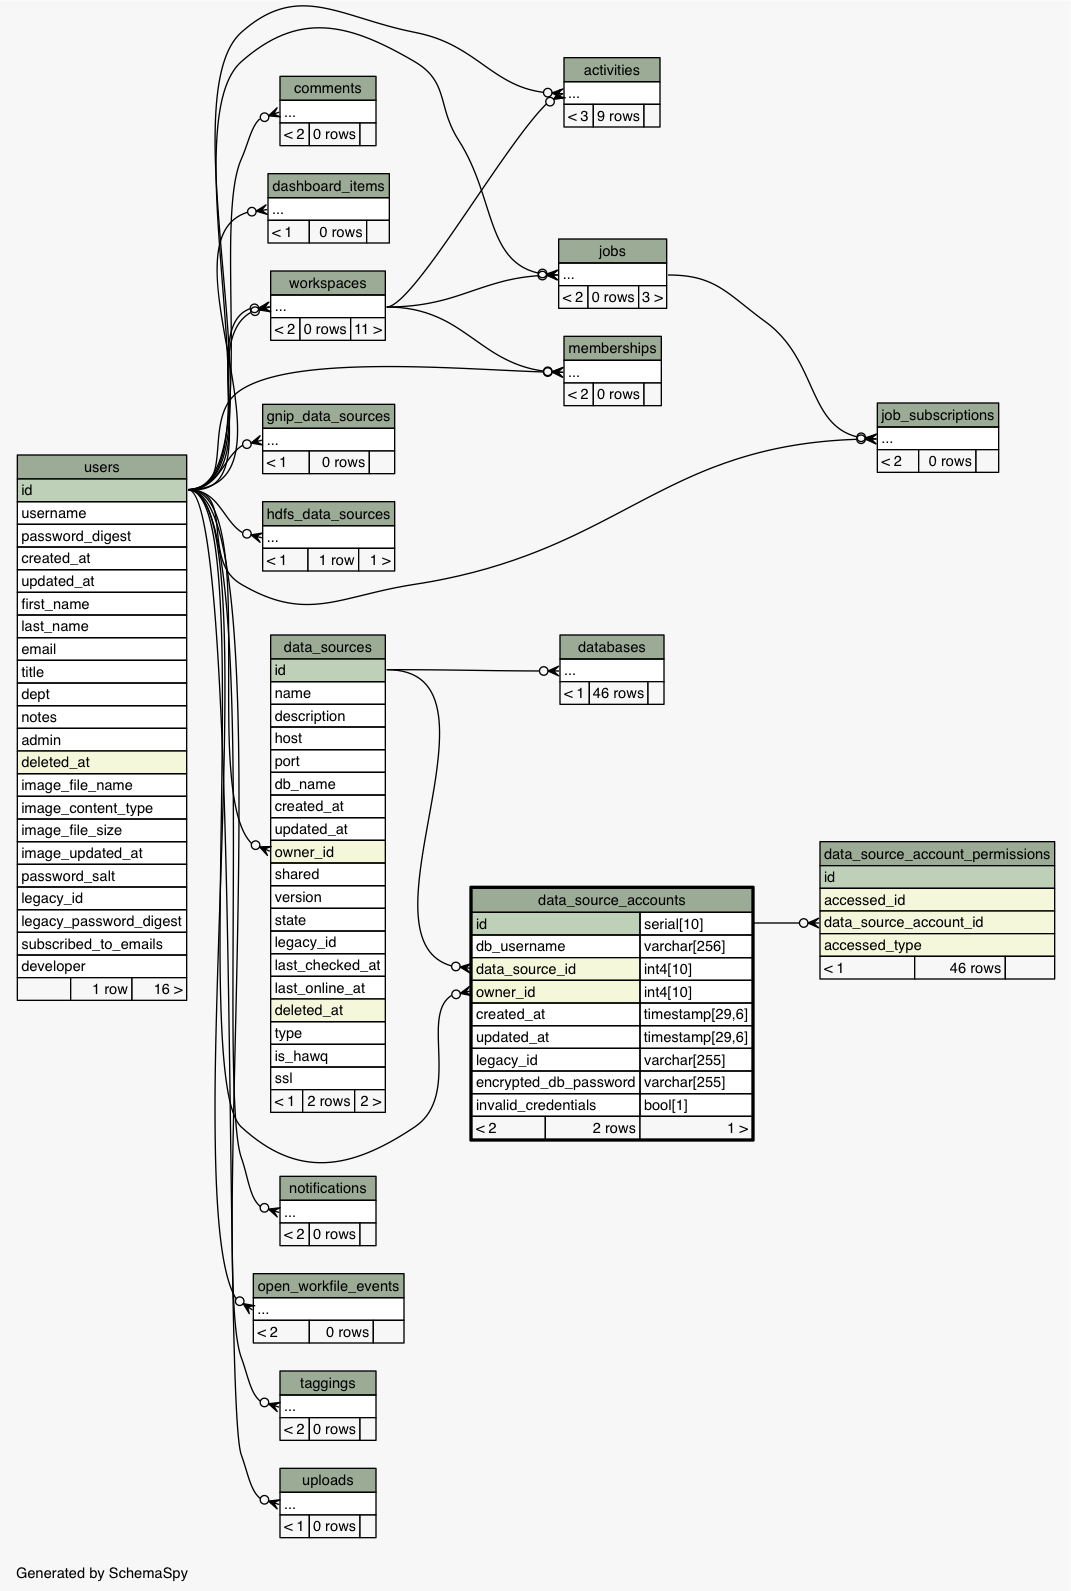 activities
...
< 3 9 rows
comments
...
< 2 0 rows
dashboard_items
...
< 1 0 rows
jobs
...
< 2 0 rows 3 >
workspaces
...
< 2 0 rows 11 >
memberships
...
< 2 0 rows
gnip_data_sources
...
< 1 0 rows
job_subscriptions
...
< 2 0 rows
hdfs_data_sources
...
< 1 1 row 1 >
users
id
username
password_digest
created_at
updated_at
first_name
last_name
email
title
dept
notes
admin
deleted_at
image_file_name
image_content_type
image_file_size
image_updated_at
password_salt
legacy_id
legacy_password_digest
subscribed_to_emails
developer
1 row 16 >
data_sources
id
name
description
host
port
db_name
created_at
updated_at
owner_id
shared
version
state
legacy_id
last_checked_at
last_online_at
deleted_at
type
is_hawq
ssl
< 1 2 rows 2 >
databases
...
< 1 46 rows
data_source_accounts
id serial[10]
db_username varchar[256]
data_source_id int4[10]
owner_id int4[10]
created_at timestamp[29,6]
updated_at timestamp[29,6]
legacy_id varchar[255]
encrypted_db_password varchar[255]
invalid_credentials bool[1]
< 2 2 rows 1 >
data_source_account_permissions
id
accessed_id
data_source_account_id
accessed_type
< 1 46 rows
notifications
...
< 2 0 rows
open_workfile_events
...
< 2 0 rows
taggings
...
< 2 0 rows
uploads
...
< 1 0 rows
Generated by SchemaSpy